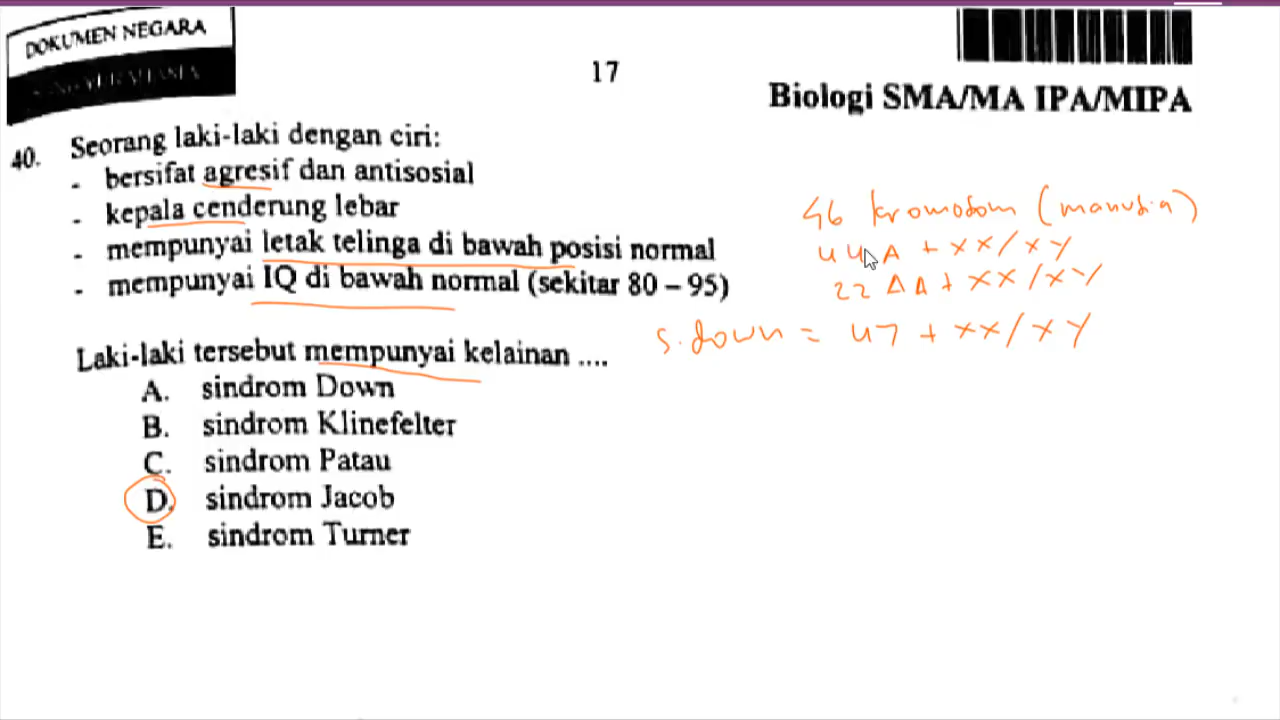 DOKUMEN NEGARA
17
Biologi SMA/MA IPA/MIPA
40. Seorang laki-laki dengan ciri:
- bersifat agresif dan antisosial
- kepala cenderung lebar
- mempunyai letak telinga di bawah posisi normal
- mempunyai IQ di bawah normal (sekitar 80 – 95)
Laki-laki tersebut mempunyai kelainan ....
A. sindrom Down
B. sindrom Klinefelter
C. sindrom Patau
D. sindrom Jacob
E. sindrom Turner
46 kromosom (manusia)
44A + XX/XY
22 AA + XX/XY
S.down = 47 + XX/XY